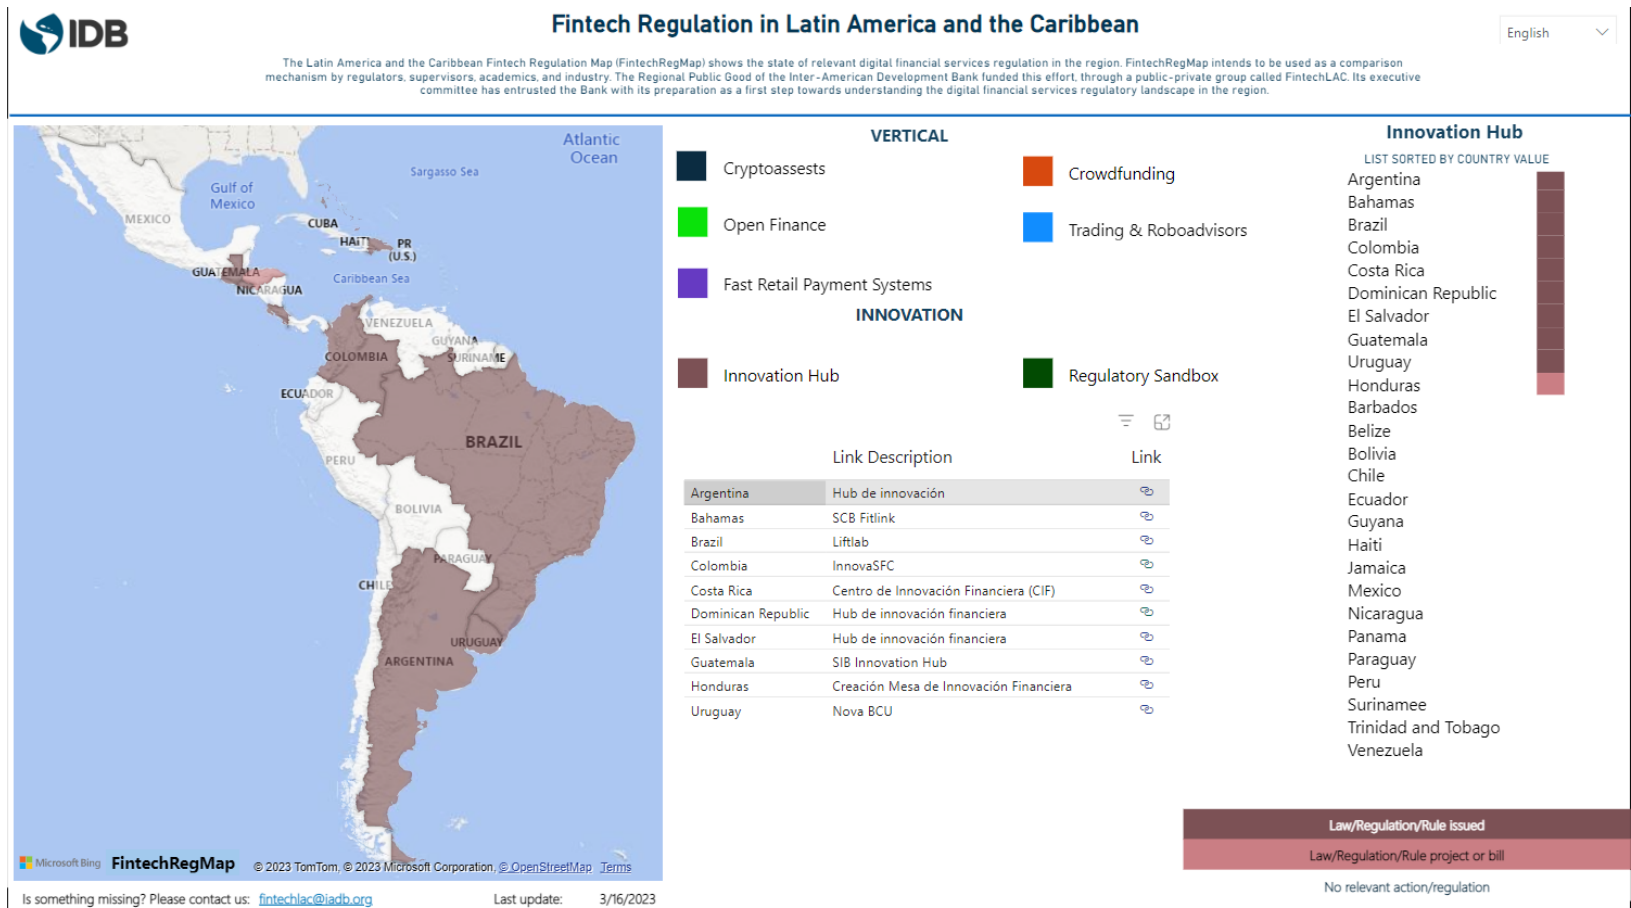 IDB
Fintech Regulation in Latin America and the Caribbean
English
The Latin America and the Caribbean Fintech Regulation Map (FintechRegMap) shows the state of relevant digital financial services regulation in the region. FintechRegMap intends to be used as a comparison
mechanism by regulators, supervisors, academics, and industry. The Regional Public Good of the Inter-American Development Bank funded this effort, through a public-private group called FintechLAC. Its executive
committee has entrusted the Bank with its preparation as a first step towards understanding the digital financial services regulatory landscape in the region.
Atlantic
Ocean
Sargasso Sea
Gulf of
Mexico
MEXICO
CUBA
HAITI
PR
(U.S.)
GUATEMALA
Caribbean Sea
NICARAGUA
VENEZUELA
GUYANA
COLOMBIA
SURINAME
ECUADOR
BRAZIL
PERU
BOLIVIA
PARAGUAY
CHILE
URUGUAY
ARGENTINA
Microsoft Bing
FintechRegMap
© 2023 TomTom, © 2023 Microsoft Corporation, © OpenStreetMap Terms
Is something missing? Please contact us: fintechlac@iadb.org
Last update: 3/16/2023
VERTICAL
Cryptoassests
Crowdfunding
Open Finance
Trading & Roboadvisors
Fast Retail Payment Systems
INNOVATION
Innovation Hub
Regulatory Sandbox
Link Description Link
Argentina Hub de innovación
Bahamas SCB Fitlink
Brazil Liftlab
Colombia InnovaSFC
Costa Rica Centro de Innovación Financiera (CIF)
Dominican Republic Hub de innovación financiera
El Salvador Hub de innovación financiera
Guatemala SIB Innovation Hub
Honduras Creación Mesa de Innovación Financiera
Uruguay Nova BCU
Innovation Hub
LIST SORTED BY COUNTRY VALUE
Argentina
Bahamas
Brazil
Colombia
Costa Rica
Dominican Republic
El Salvador
Guatemala
Uruguay
Honduras
Barbados
Belize
Bolivia
Chile
Ecuador
Guyana
Haiti
Jamaica
Mexico
Nicaragua
Panama
Paraguay
Peru
Surinamee
Trinidad and Tobago
Venezuela
Law/Regulation/Rule issued
Law/Regulation/Rule project or bill
No relevant action/regulation